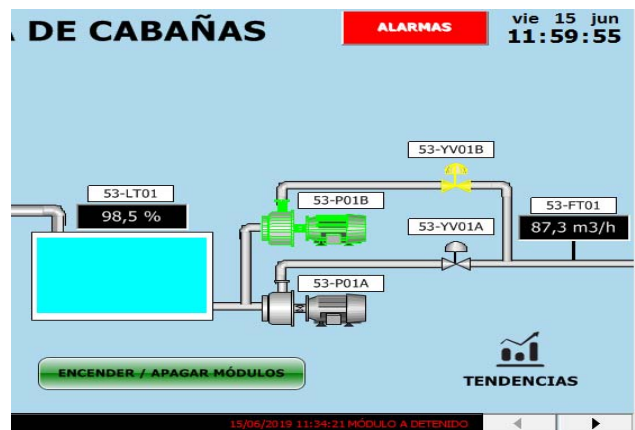 DE CABAÑAS
ALARMAS
vie 15 jun
11:59:55
53-YV01B
53-LT01
98,5 %
53-P01B
53-FT01
87,3 m3/h
53-YV01A
53-P01A
ENCENDER / APAGAR MÓDULOS
TENDENCIAS
15/06/2019 11:34:21 MÓDULO A DETENIDO